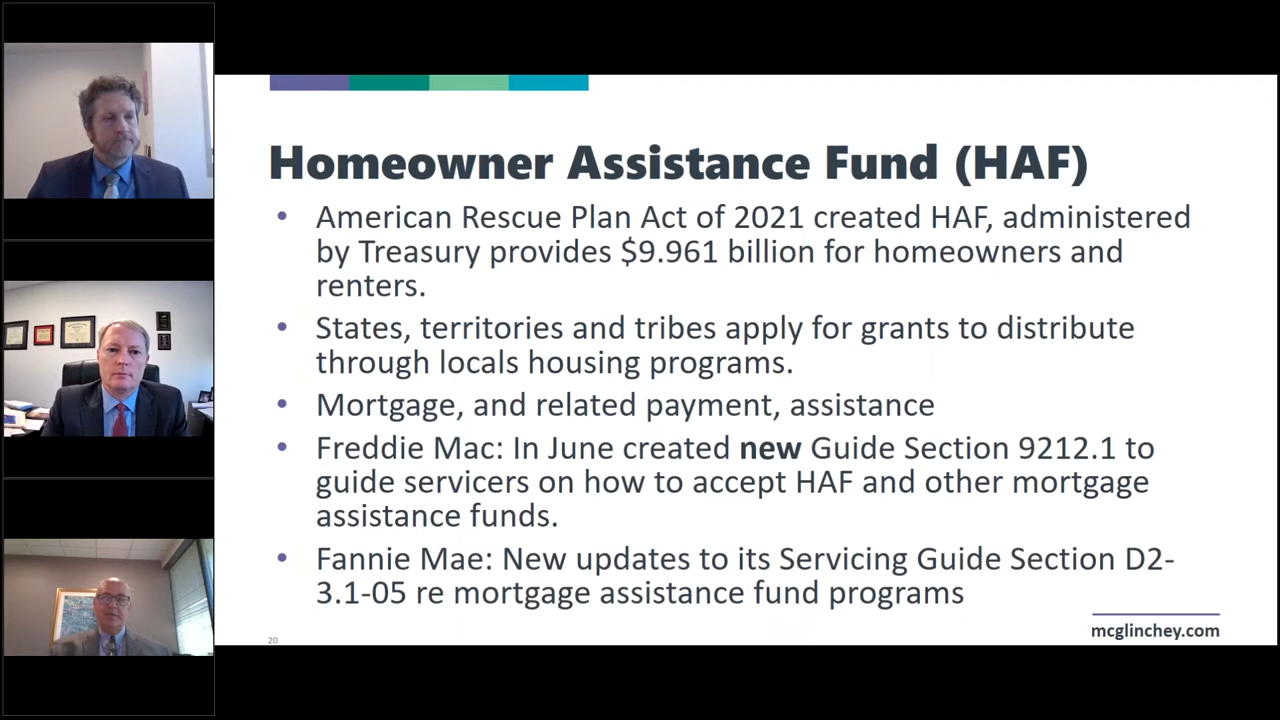 Homeowner Assistance Fund (HAF)
• American Rescue Plan Act of 2021 created HAF, administered
by Treasury provides $9.961 billion for homeowners and
renters.
• States, territories and tribes apply for grants to distribute
through locals housing programs.
• Mortgage, and related payment, assistance
• Freddie Mac: In June created new Guide Section 9212.1 to
guide servicers on how to accept HAF and other mortgage
assistance funds.
• Fannie Mae: New updates to its Servicing Guide Section D2-
3.1-05 re mortgage assistance fund programs
20
mcglinchey.com